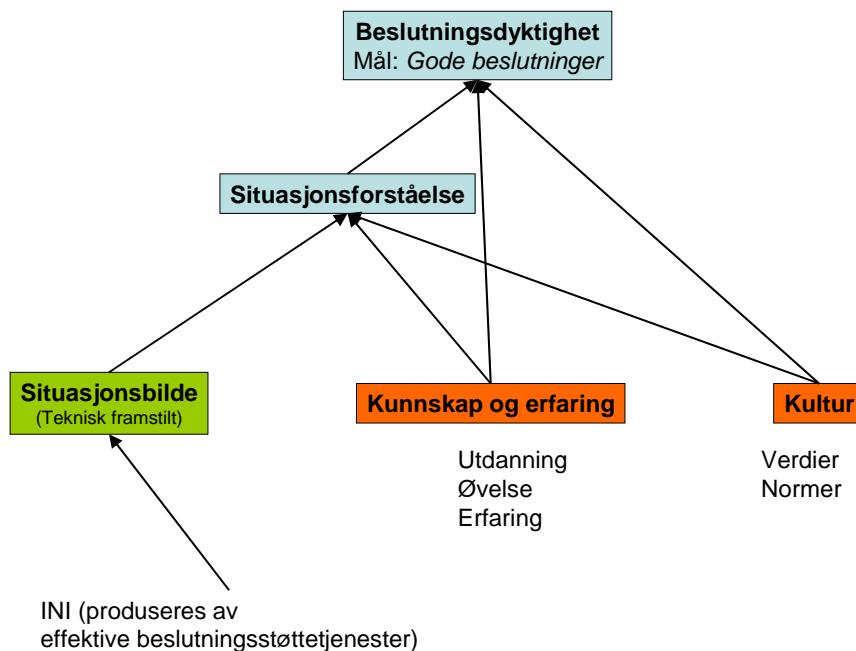 Beslutningsdyktighet
Mål: Gode beslutninger
Situasjonsforståelse
Situasjonsbilde
(Teknisk framstilt)
Kunnskap og erfaring
Kultur
Utdanning
Øvelse
Erfaring
Verdier
Normer
INI (produseres av
effektive beslutningsstøttetjenester)